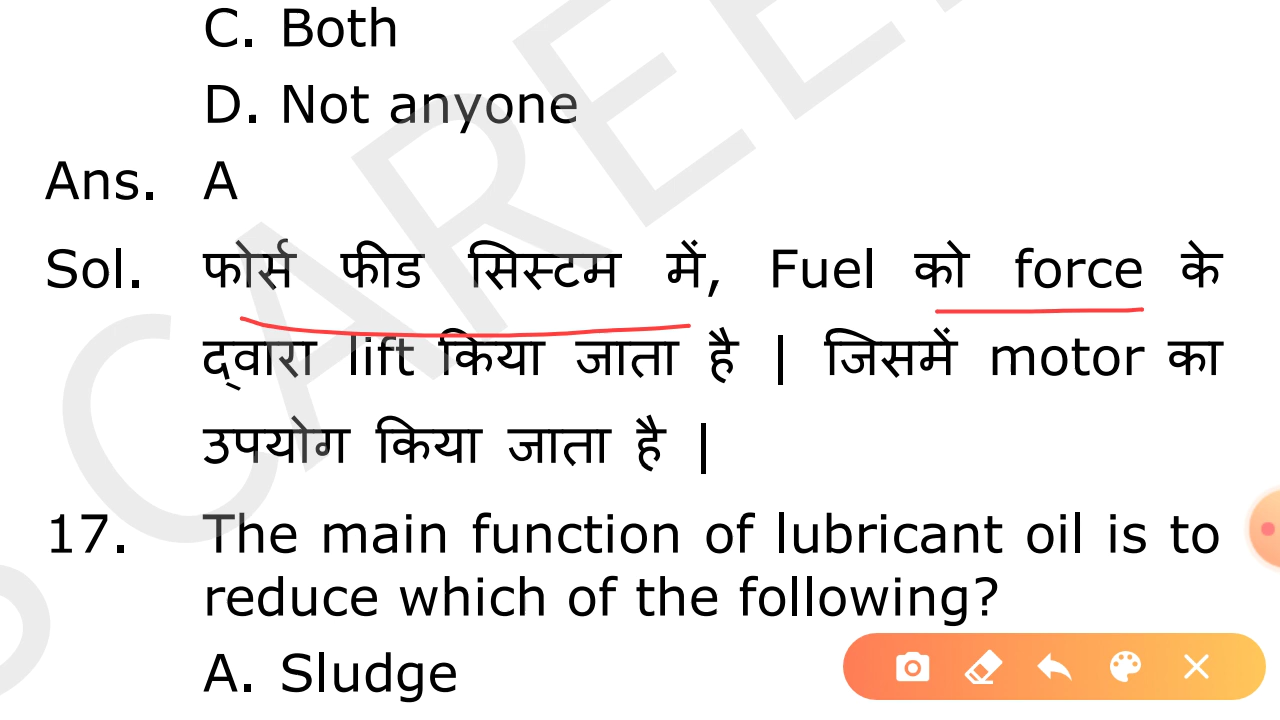 C. Both
D. Not anyone
Ans. A
Sol. फोर्स फीड सिस्टम में, Fuel को force के
द्वारा lift किया जाता है | जिसमें motor का
उपयोग किया जाता है |
17. The main function of lubricant oil is to
reduce which of the following?
A. Sludge
S CAREE